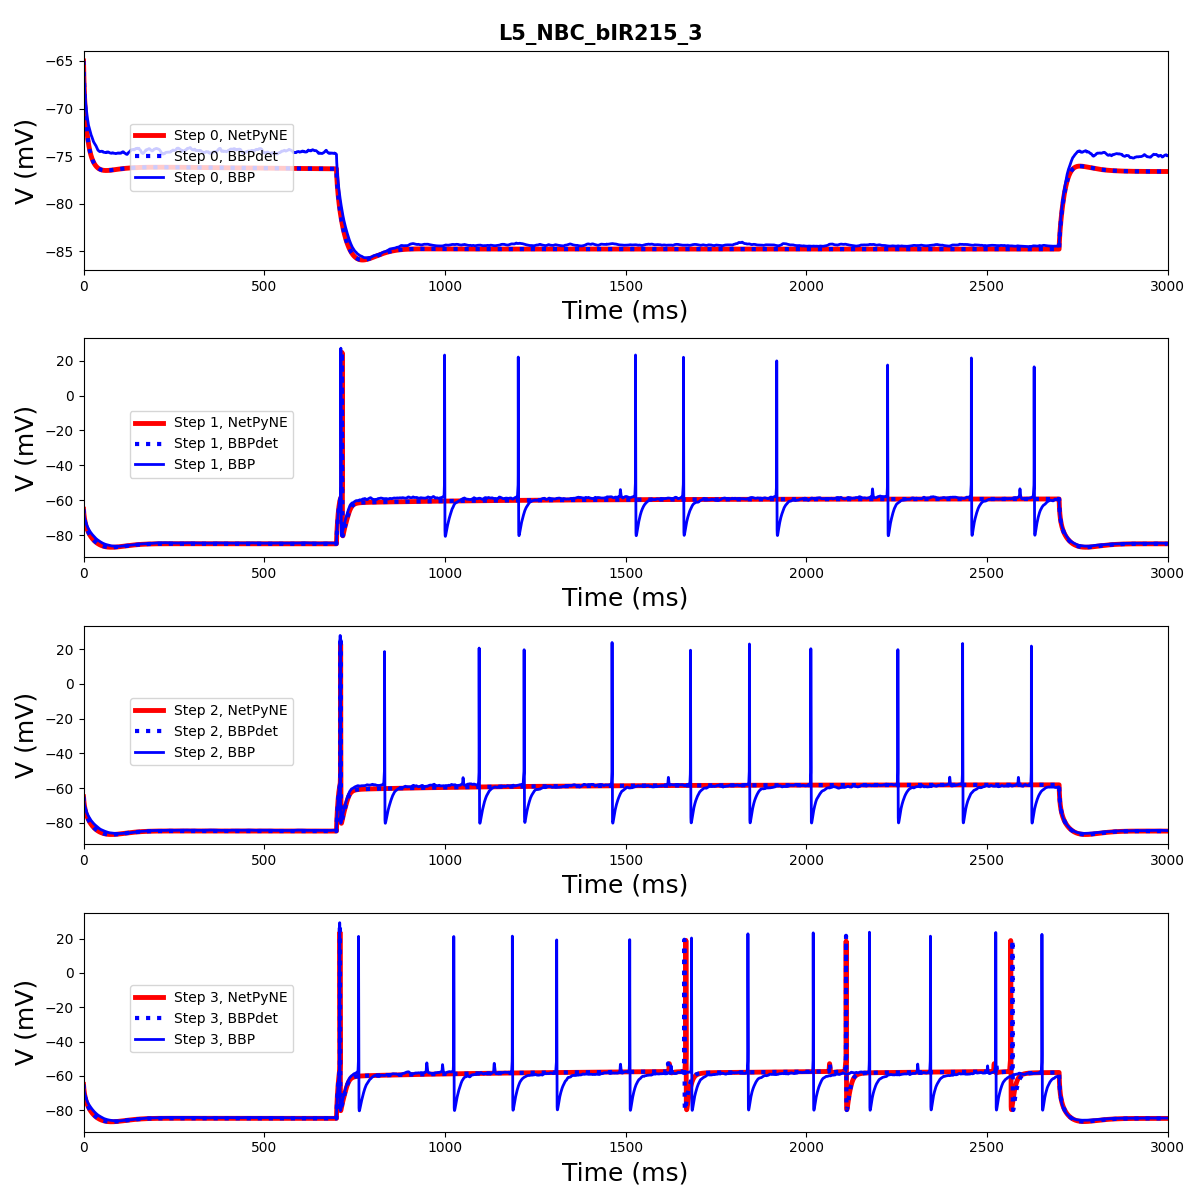 L5_NBC_bIR215_3
−65
−70
−75
−80
−85
V (mV)
Step 0, NetPyNE
Step 0, BBPdet
Step 0, BBP
0 500 1000 1500 2000 2500 3000
Time (ms)
20
0
−20
−40
−60
−80
V (mV)
Step 1, NetPyNE
Step 1, BBPdet
Step 1, BBP
0 500 1000 1500 2000 2500 3000
Time (ms)
20
0
−20
−40
−60
−80
V (mV)
Step 2, NetPyNE
Step 2, BBPdet
Step 2, BBP
0 500 1000 1500 2000 2500 3000
Time (ms)
20
0
−20
−40
−60
−80
V (mV)
Step 3, NetPyNE
Step 3, BBPdet
Step 3, BBP
0 500 1000 1500 2000 2500 3000
Time (ms)